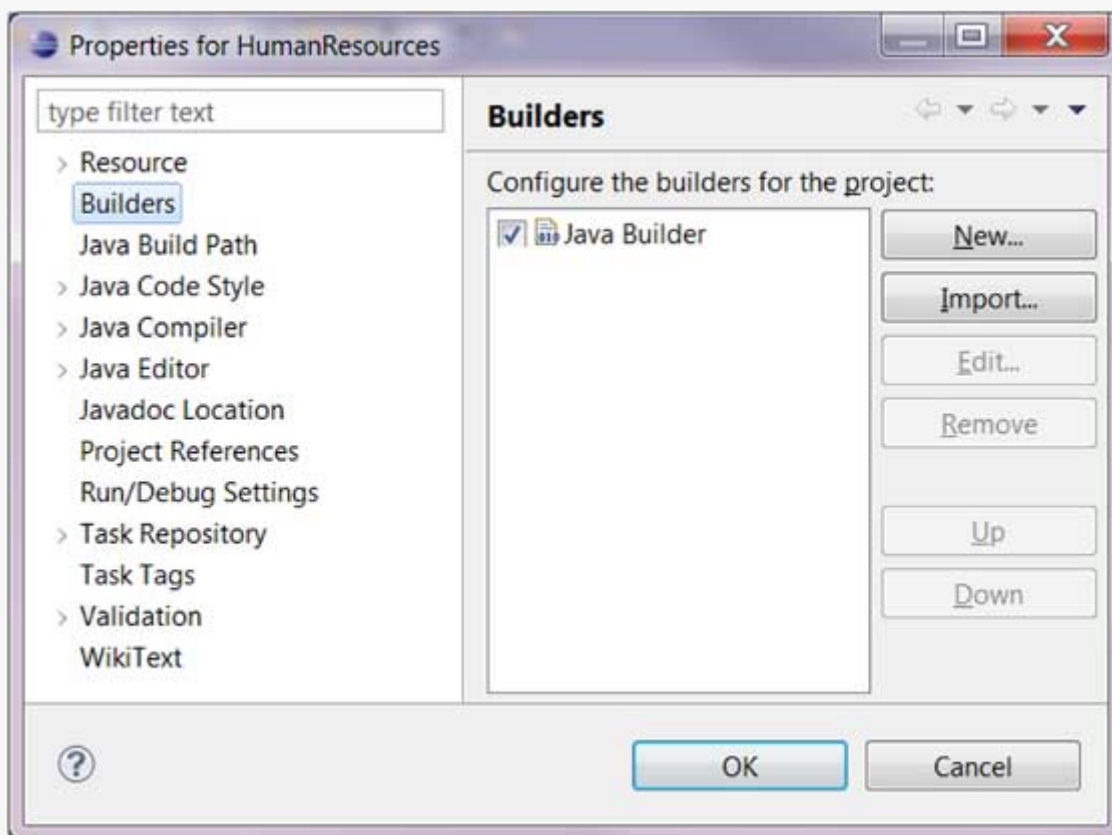 Properties for HumanResources
type filter text
Resource
Builders
Java Build Path
Java Code Style
Java Compiler
Java Editor
Javadoc Location
Project References
Run/Debug Settings
Task Repository
Task Tags
Validation
WikiText
Builders
Configure the builders for the project:
Java Builder
New...
Import...
Edit...
Remove
Up
Down
OK
Cancel